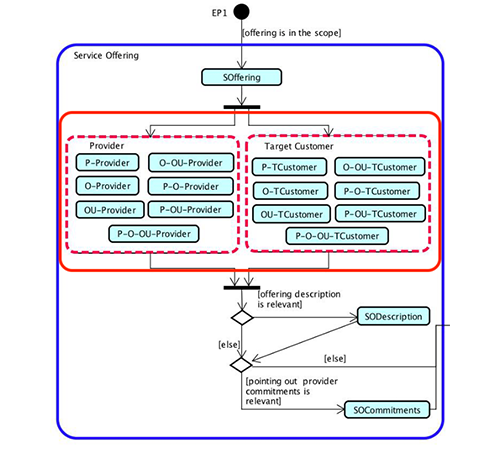 EP1
[offering is in the scope]
Service Offering
SOffering
Provider
Target Customer
P-Provider
O-OU-Provider
P-TCustomer
O-OU-TCustomer
O-Provider
P-O-Provider
O-TCustomer
P-O-TCustomer
OU-Provider
P-OU-Provider
OU-TCustomer
P-OU-TCustomer
P-O-OU-Provider
P-O-OU-TCustomer
[offering description
is relevant]
SODescription
[else]
[else]
[pointing out provider
commitments is
relevant]
SOCommitments